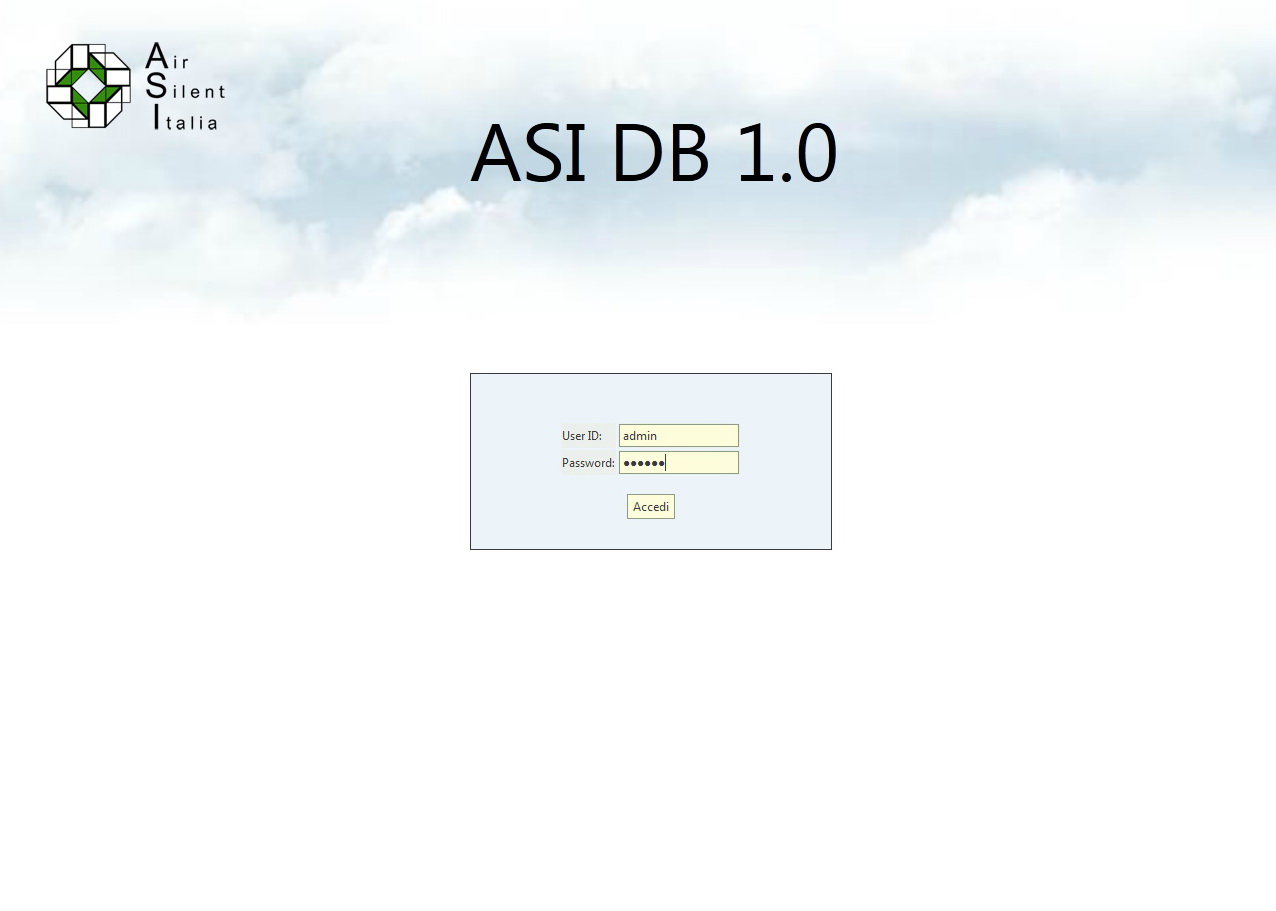 Air
Silent
Italia
ASI DB 1.0
User ID: admin
Password: ••••••
Accedi